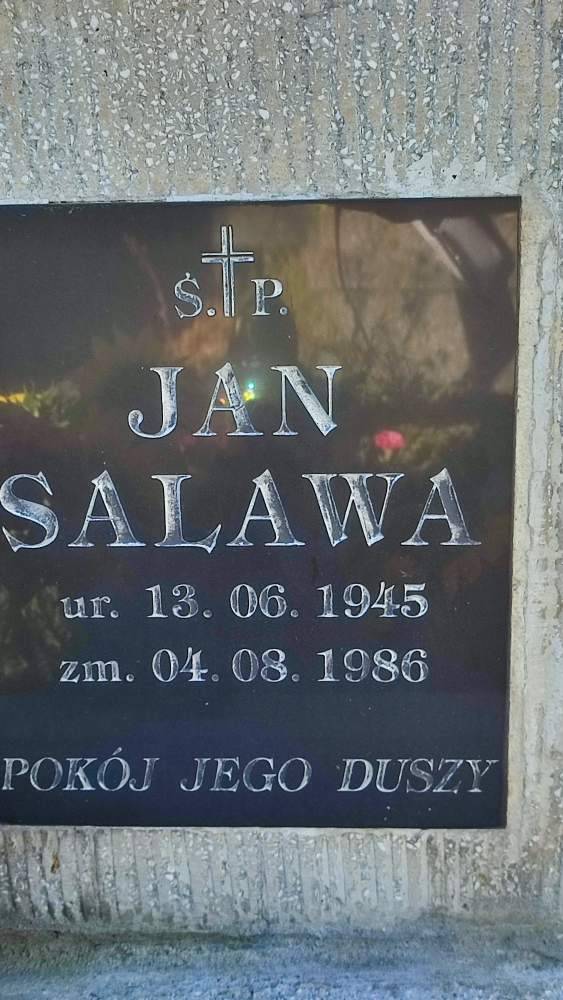 Ś. P.
JAN
SALAWA
ur. 13. 06. 1945
zm. 04. 08. 1986
POKÓJ JEGO DUSZY